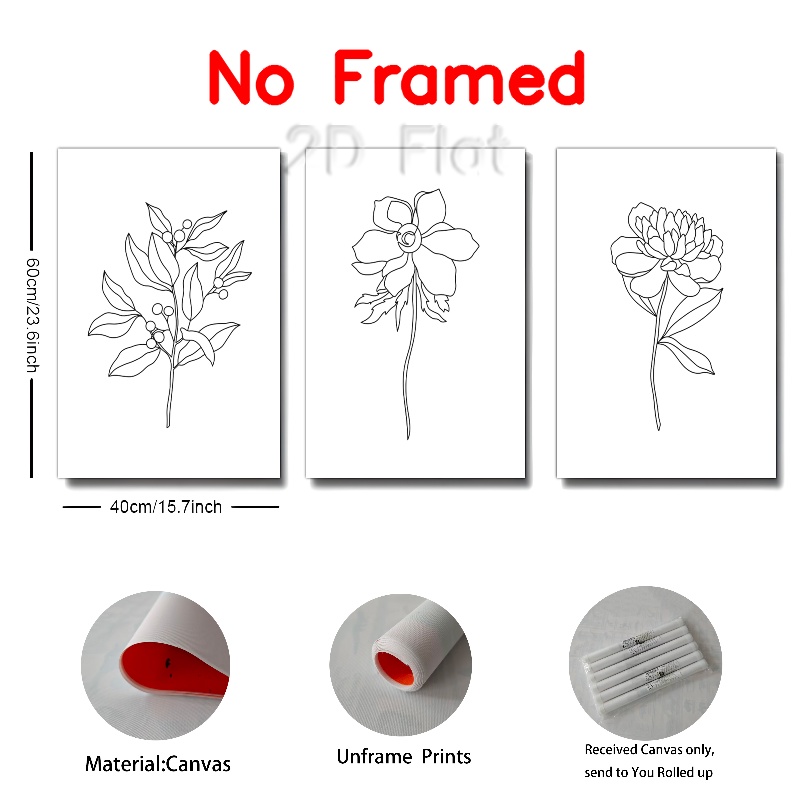 No Framed
2D Flat
60cm/23.6inch
40cm/15.7inch
Material:Canvas
Unframe Prints
Received Canvas only,
send to You Rolled up